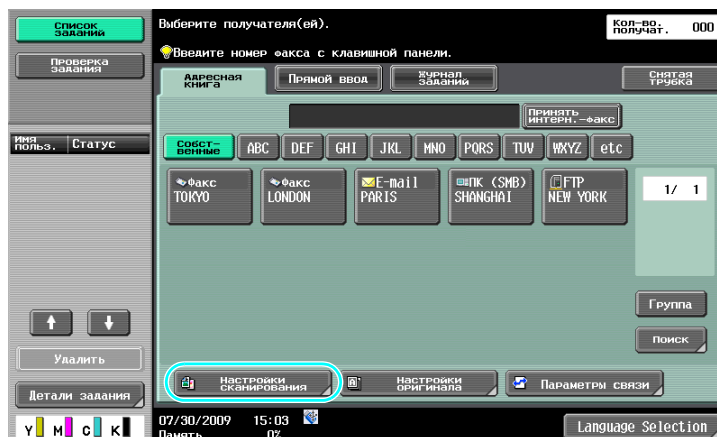 Список
заданий
Проверка
задания
Имя
польз.
Статус
Удалить
Детали задания
Y M C K
Выберите получателя(ей).
Кол-во.
получат.
000
Введите номер факса с клавишной панели.
Адресная
книга
Прямой ввод
Журнал
заданий
Снятая
трубка
Принять
интерн.-факс
Собст-
венные
ABC
DEF
GHI
JKL
MNO
PQRS
TUV
WXYZ
etc
Факс
TOKYO
Факс
LONDON
E-mail
PARIS
ПК (SMB)
SHANGHAI
FTP
NEW YORK
1/ 1
Группа
Поиск
Настройки
сканирования
Настройки
оригинала
Параметры связи
07/30/2009 15:03
Память 0%
Language Selection